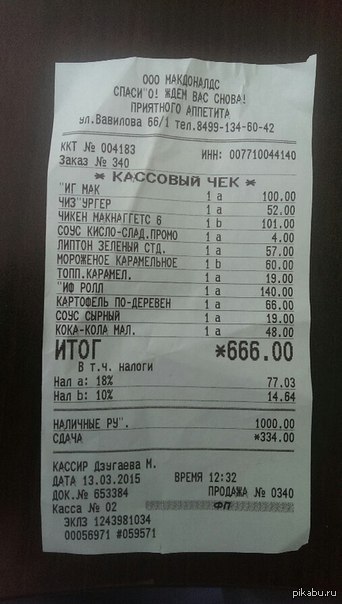 ООО МАКДОНАЛДС
СПАСИ"О! ЖДЕМ ВАС СНОВА!
ПРИЯТНОГО АППЕТИТА
ул.Вавилова 66/1 тел.8499-134-60-42
ККТ № 004183 ИНН: 007710044140
Заказ № 340
* КАССОВЫЙ ЧЕК *
"ИГ МАК 1 a 100.00
ЧИЗ"УРГЕР 1 a 52.00
ЧИКЕН МАКНАГГЕТС 6 1 b 101.00
СОУС КИСЛО-СЛАД.ПРОМО 1 a 4.00
ЛИПТОН ЗЕЛЕНЫЙ СТД. 1 a 57.00
МОРОЖЕНОЕ КАРАМЕЛЬНОЕ 1 b 60.00
ТОПП.КАРАМЕЛ. 1 a 19.00
"ИФ РОЛЛ 1 a 140.00
КАРТОФЕЛЬ ПО-ДЕРЕВЕН 1 a 66.00
СОУС СЫРНЫЙ 1 a 19.00
КОКА-КОЛА МАЛ. 1 a 48.00
ИТОГ *666.00
В т.ч. налоги
Нал a: 18% 77.03
Нал b: 10% 14.64
НАЛИЧНЫЕ РУ". 1000.00
СДАЧА *334.00
КАССИР Дзугаева М.
ДАТА 13.03.2015 ВРЕМЯ 12:32
ДОК.№ 653384 ПРОДАЖА № 0340
Касса № 02 ФП
ЭКЛЗ 1243981034
00056971 #059571
pikabu.ru